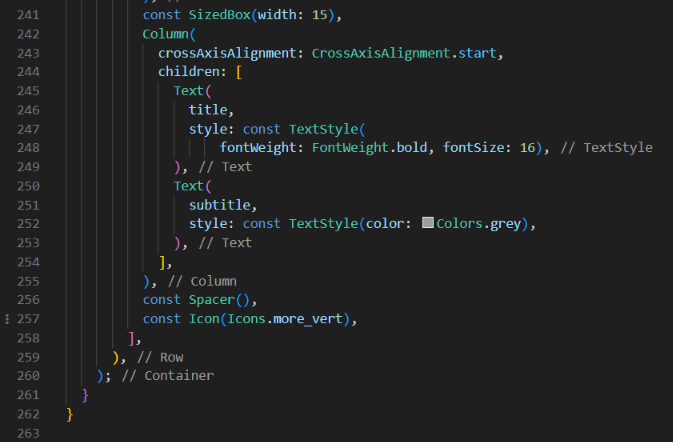 241 const SizedBox(width: 15),
242 Column(
243 crossAxisAlignment: CrossAxisAlignment.start,
244 children: [
245 Text(
246 title,
247 style: const TextStyle(
248 fontWeight: FontWeight.bold, fontSize: 16), // TextStyle
249 ), // Text
250 Text(
251 subtitle,
252 style: const TextStyle(color: Colors.grey),
253 ), // Text
254 ],
255 ), // Column
256 const Spacer(),
257 const Icon(Icons.more_vert),
258 ],
259 ), // Row
260 ); // Container
261 }
262 }
263